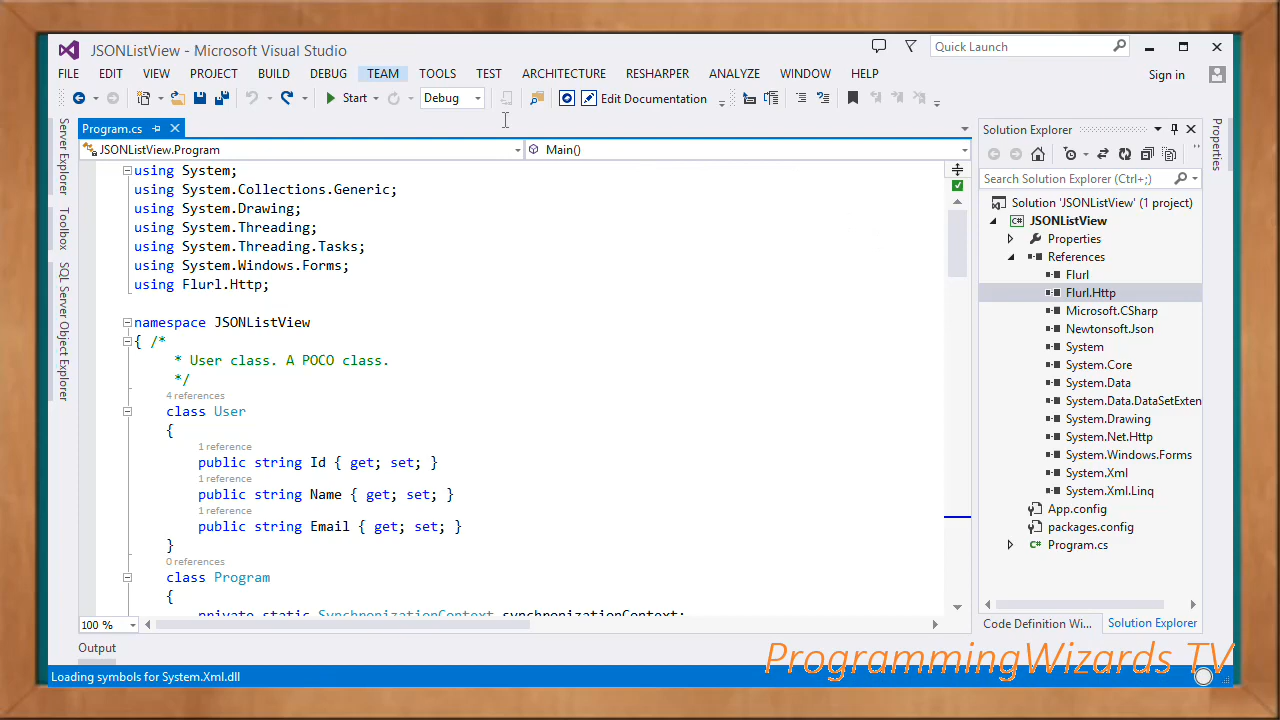 JSONListView - Microsoft Visual Studio
Quick Launch
FILE EDIT VIEW PROJECT BUILD DEBUG TEAM TOOLS TEST ARCHITECTURE RESHARPER ANALYZE WINDOW HELP
Sign in
Start Debug Edit Documentation
Server Explorer
Toolbox
SQL Server Object Explorer
Program.cs
JSONListView.Program Main()
using System;
using System.Collections.Generic;
using System.Drawing;
using System.Threading;
using System.Threading.Tasks;
using System.Windows.Forms;
using Flurl.Http;
namespace JSONListView
{ /*
* User class. A POCO class.
*/
4 references
class User
{
1 reference
public string Id { get; set; }
1 reference
public string Name { get; set; }
1 reference
public string Email { get; set; }
}
0 references
class Program
{
private static SynchronizationContext synchronizationContext;
100 %
Solution Explorer
Search Solution Explorer (Ctrl+;)
Solution 'JSONListView' (1 project)
JSONListView
Properties
References
Flurl
Flurl.Http
Microsoft.CSharp
Newtonsoft.Json
System
System.Core
System.Data
System.Data.DataSetExten
System.Drawing
System.Net.Http
System.Windows.Forms
System.Xml
System.Xml.Linq
App.config
packages.config
Program.cs
Code Definition Wi... Solution Explorer
Properties
Output
ProgrammingWizards TV
Loading symbols for System.Xml.dll